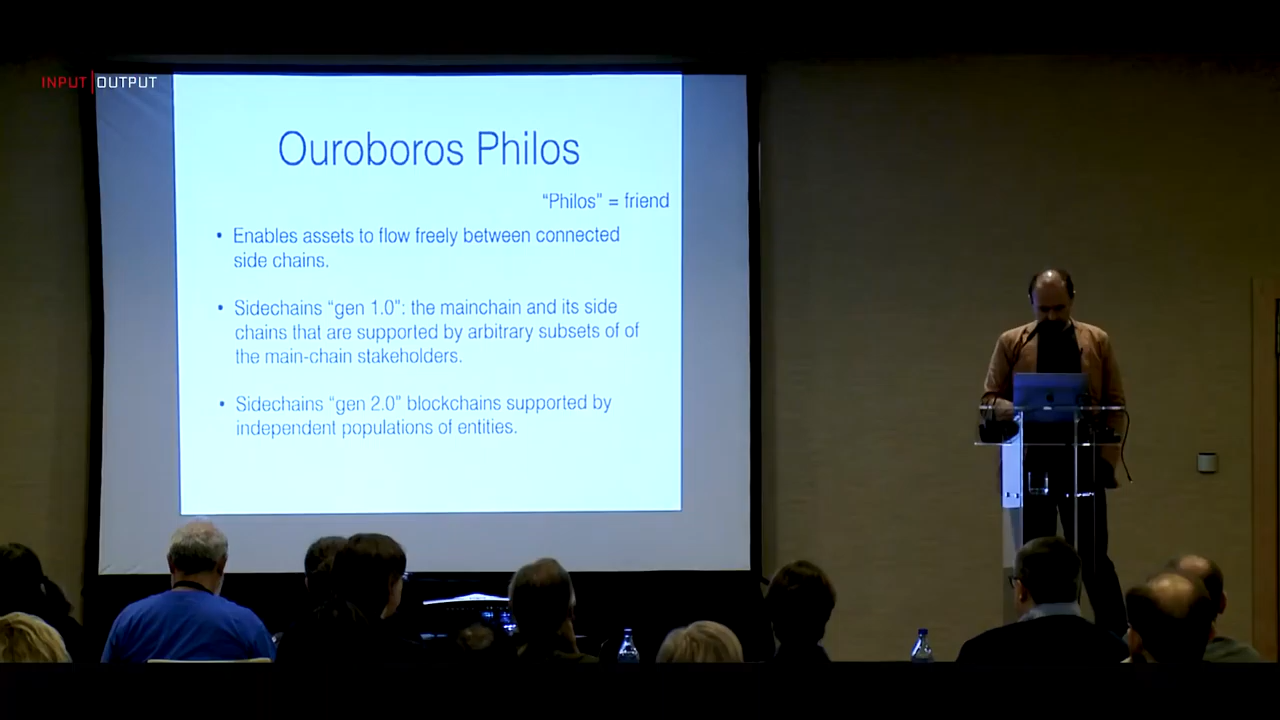 INPUT|OUTPUT
Ouroboros Philos
“Philos” = friend
• Enables assets to flow freely between connected
side chains.
• Sidechains “gen 1.0”: the mainchain and its side
chains that are supported by arbitrary subsets of of
the main-chain stakeholders.
• Sidechains “gen 2.0” blockchains supported by
independent populations of entities.